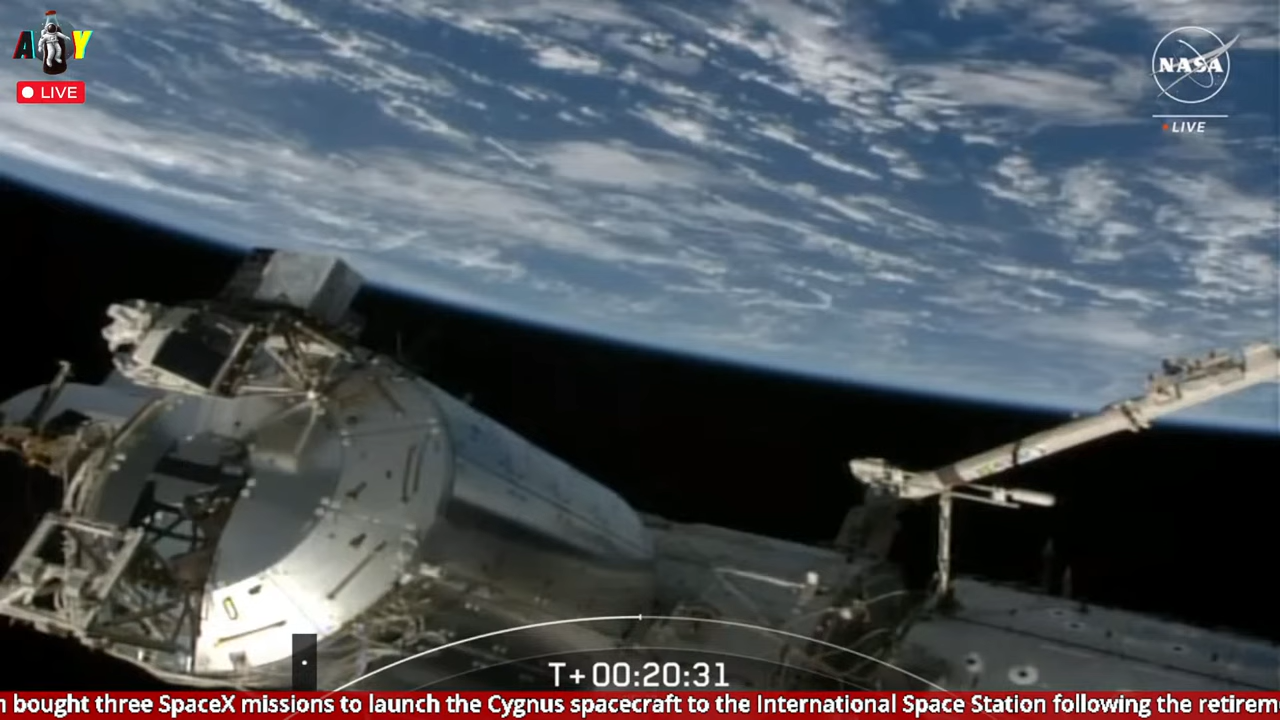 A Y
LIVE
NASA
LIVE
T+00:20:31
bought three SpaceX missions to launch the Cygnus spacecraft to the International Space Station following the